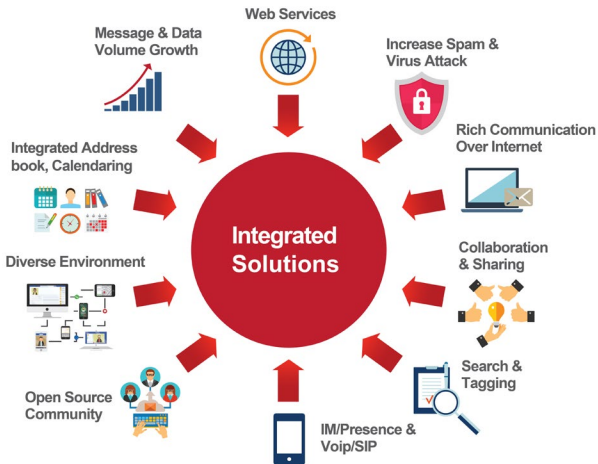 Web Services
Message & Data
Volume Growth
Increase Spam &
Virus Attack
Integrated Address
book, Calendaring
Rich Communication
Over Internet
Integrated
Solutions
Diverse Environment
Collaboration
& Sharing
Open Source
Community
Search &
Tagging
IM/Presence &
Voip/SIP